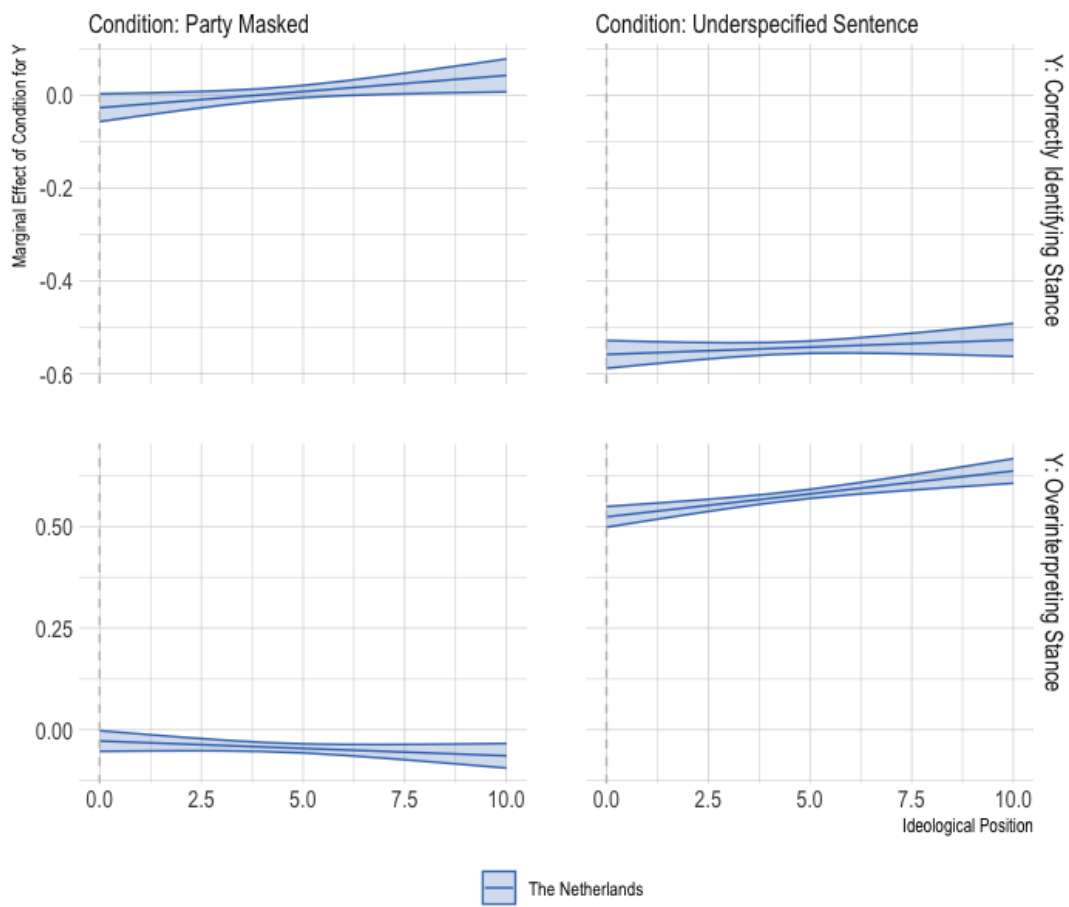 Condition: Party Masked
Condition: Underspecified Sentence
Marginal Effect of Condition for Y
0.0
-0.2
-0.4
-0.6
Y: Correctly Identifying Stance
0.50
0.25
0.00
Y: Overinterpreting Stance
0.0 2.5 5.0 7.5 10.0
0.0 2.5 5.0 7.5 10.0
Ideological Position
The Netherlands